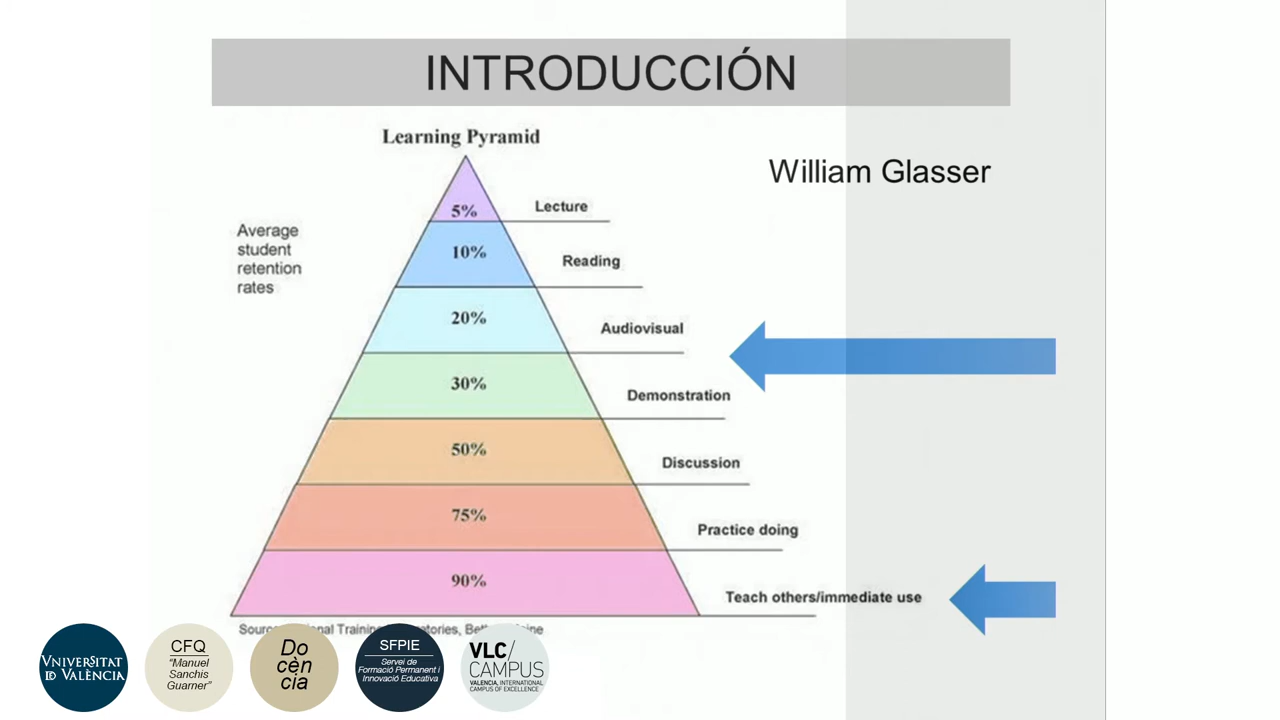 INTRODUCCIÓN
Learning Pyramid
William Glasser
Average
student
retention
rates
5%
Lecture
10%
Reading
20%
Audiovisual
30%
Demonstration
50%
Discussion
75%
Practice doing
90%
Teach others/immediate use
VNIVERSITAT
ID VALÈNCIA
CFQ
"Manuel
Sanchis
Guarner"
Do
cèn
cia
SFPIE
Servei de
Formació Permanent i
Innovació Educativa
VLC/
CAMPUS
VALENCIA, INTERNATIONAL
CAMPUS OF EXCELLENCE